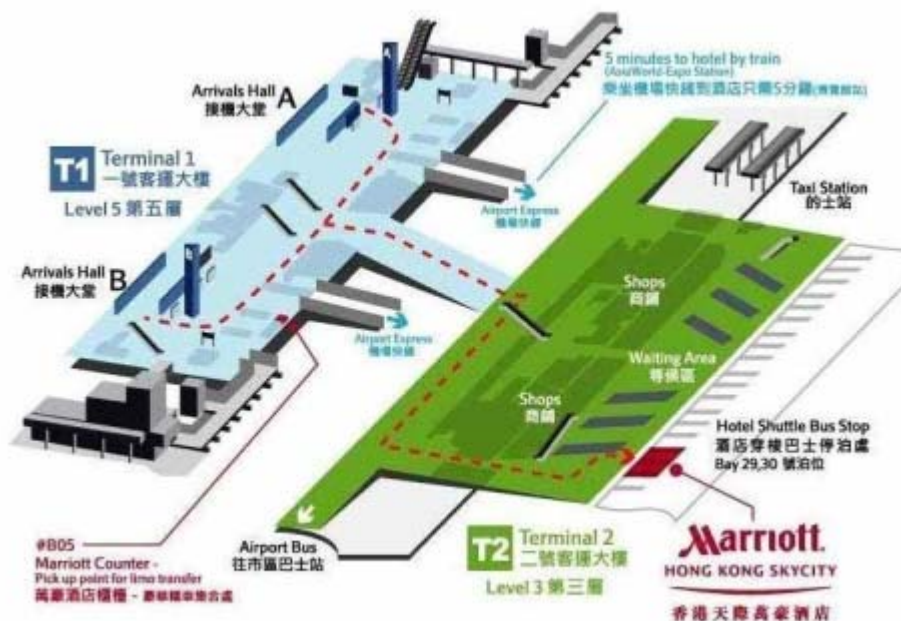 5 minutes to hotel by train
(AsiaWorld-Expo Station)
乘坐機場快綫到酒店只需5分鐘(博覽館站)
Arrivals Hall A
接機大堂
T1 Terminal 1
一號客運大樓
Level 5 第五層
Taxi Station
的士站
Airport Express
機場快綫
Arrivals Hall B
接機大堂
Shops
商鋪
Airport Express
機場快綫
Waiting Area
等候區
Shops
商鋪
Hotel Shuttle Bus Stop
酒店穿梭巴士停泊處
Bay 29,30 號泊位
#B05
Marriott Counter -
Pick up point for limo transfer
萬豪酒店櫃檯 -
Airport Bus
往市區巴士站
T2 Terminal 2
二號客運大樓
Level 3 第三層
Marriott.
HONG KONG SKYCITY
香港天際萬豪酒店